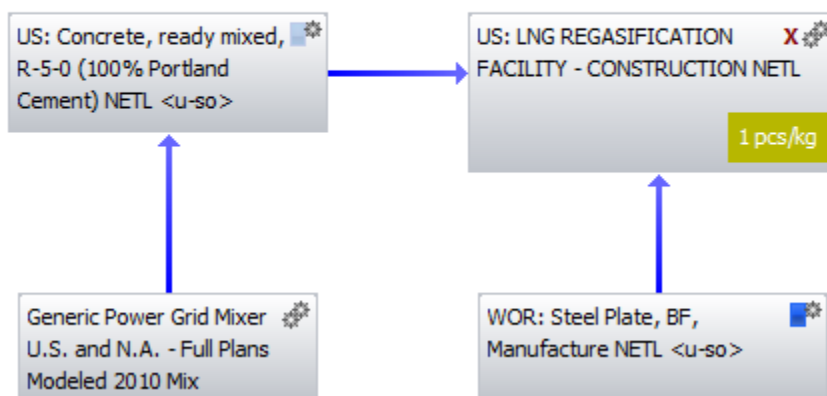 US: Concrete, ready mixed,
R-5-0 (100% Portland
Cement) NETL <u-so>
US: LNG REGASIFICATION X
FACILITY - CONSTRUCTION NETL
1 pcs/kg
Generic Power Grid Mixer
U.S. and N.A. - Full Plans
Modeled 2010 Mix
WOR: Steel Plate, BF,
Manufacture NETL <u-so>